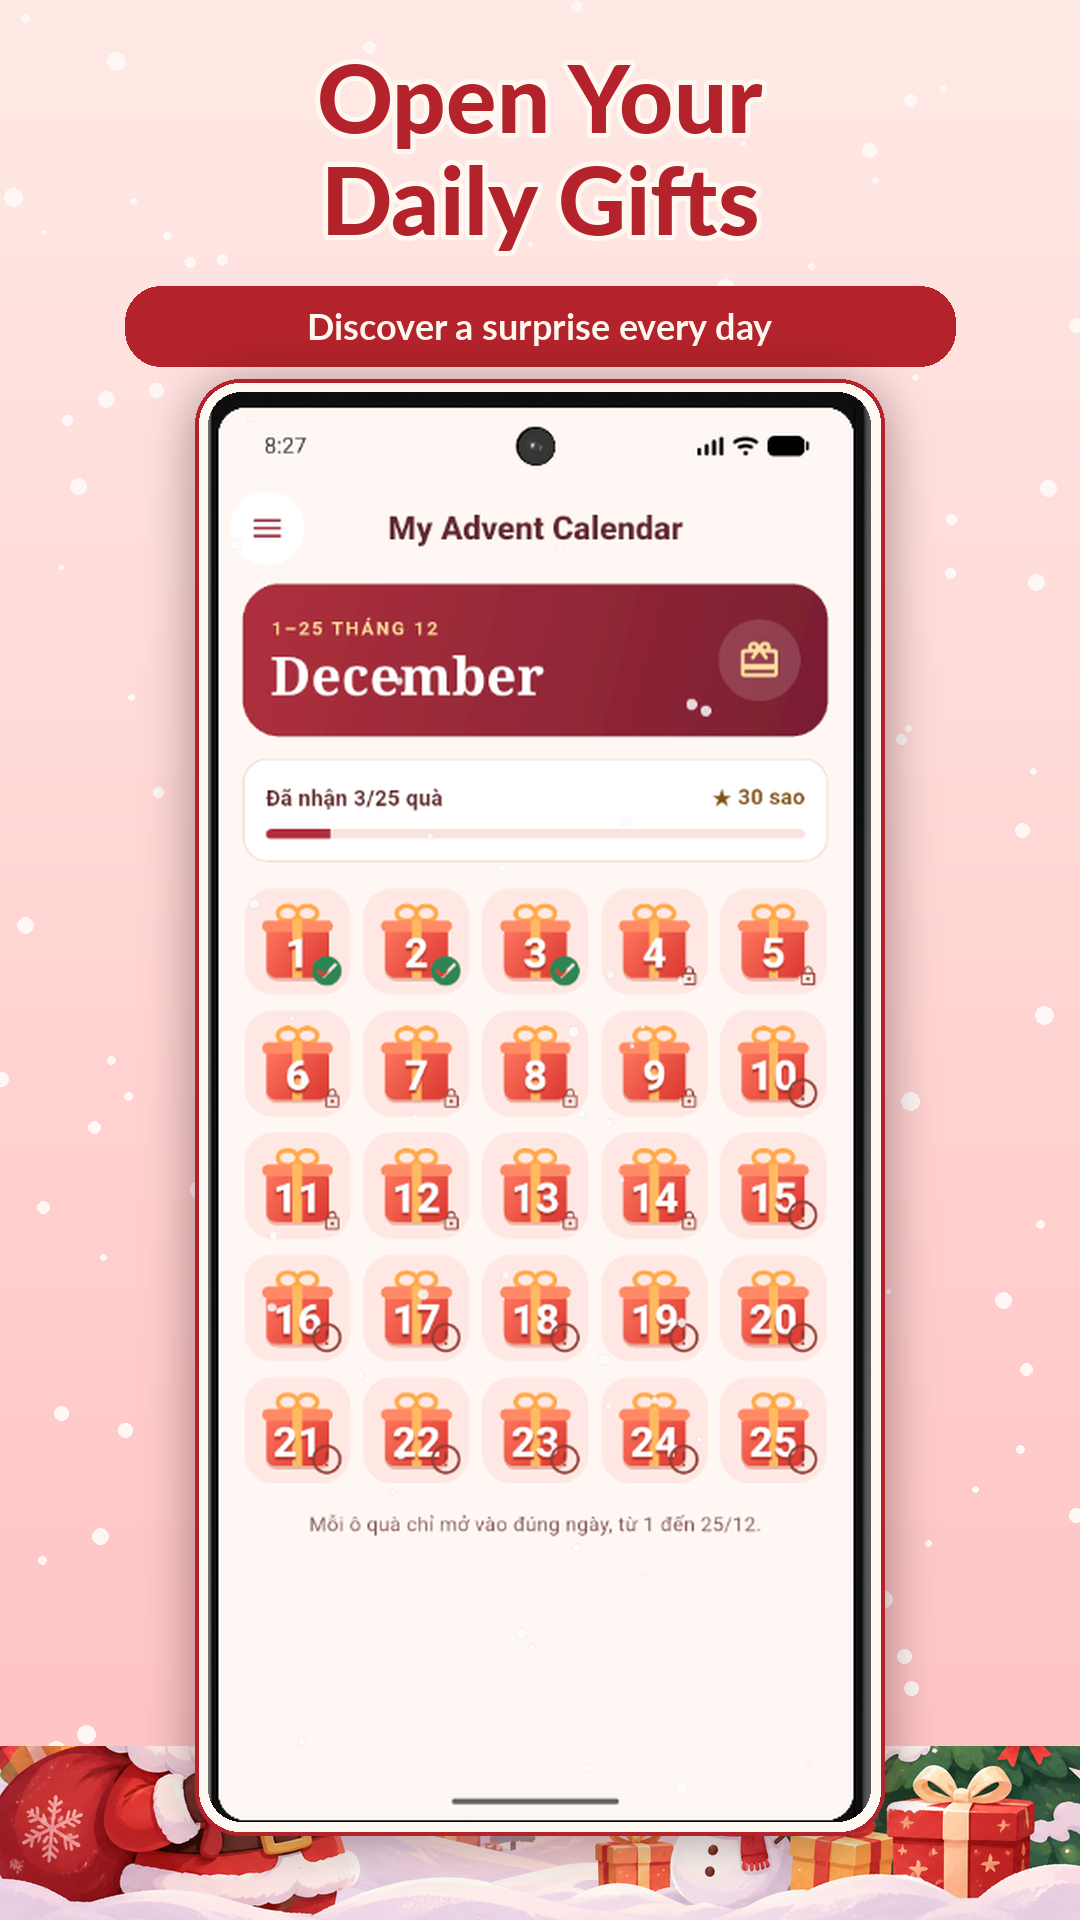 Open Your
Daily Gifts
Discover a surprise every day
8:27
My Advent Calendar
1–25 THÁNG 12
December
Đã nhận 3/25 quà
★ 30 sao
1 2 3 4 5
6 7 8 9 10
11 12 13 14 15
16 17 18 19 20
21 22 23 24 25
Mỗi ô quà chỉ mở vào đúng ngày, từ 1 đến 25/12.